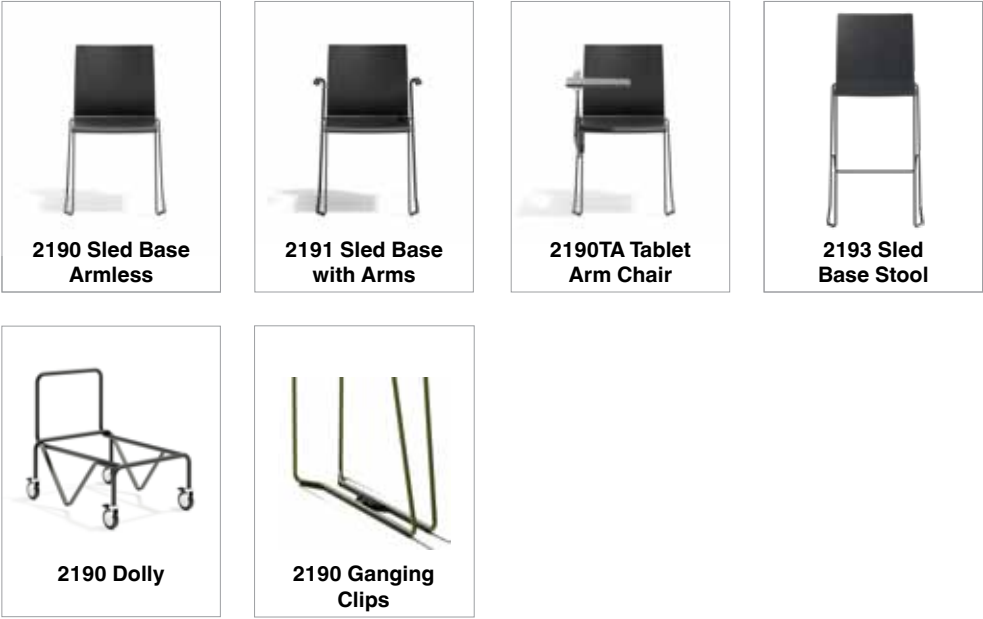 2190 Sled Base
Armless
2191 Sled Base
with Arms
2190TA Tablet
Arm Chair
2193 Sled
Base Stool
2190 Dolly
2190 Ganging
Clips